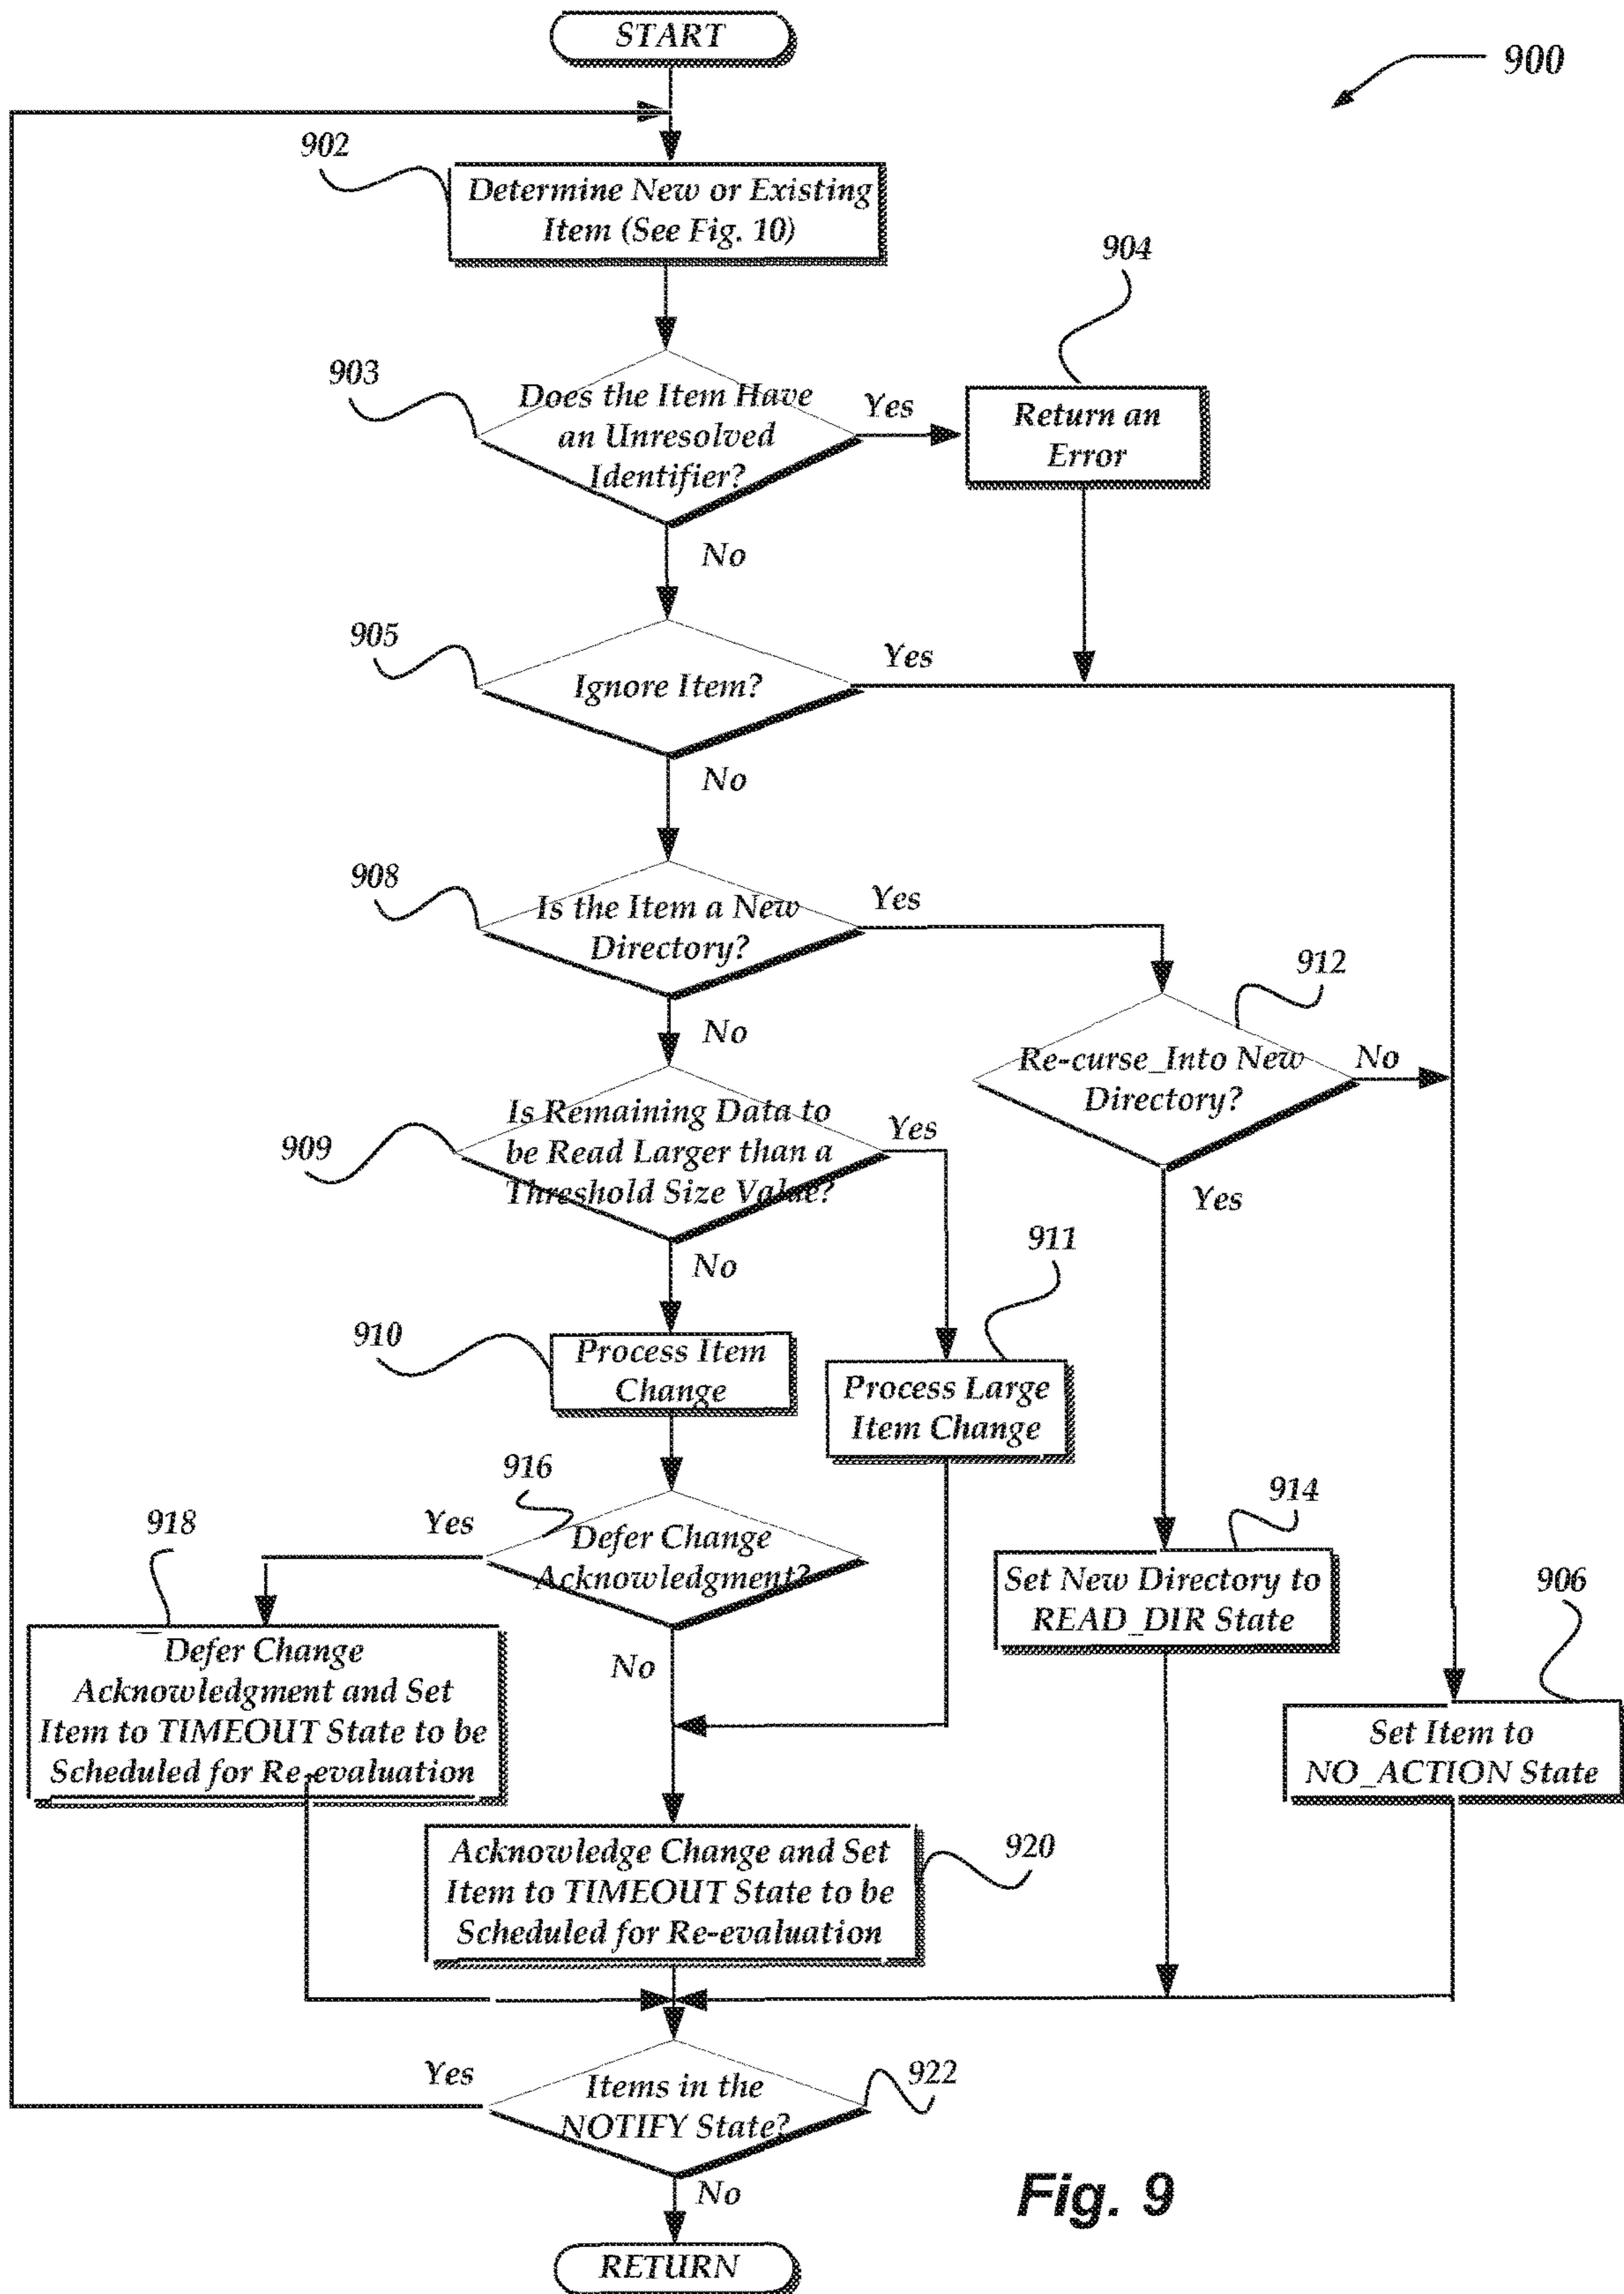 START
900
902
Determine New or Existing
Item (See Fig. 10)
904
903
Does the Item Have
an Unresolved
Identifier?
Yes
Return an
Error
No
905
Ignore Item?
Yes
No
908
Is the Item a New
Directory?
Yes
912
No
Re-curse_Into New
Directory?
No
909
Is Remaining Data to
be Read Larger than a
Threshold Size Value?
Yes
Yes
911
No
910
Process Item
Change
Process Large
Item Change
916
914
918
Yes
Defer Change
Acknowledgment?
Set New Directory to
READ_DIR State
906
No
Defer Change
Acknowledgment and Set
Item to TIMEOUT State to be
Scheduled for Re-evaluation
Set Item to
NO_ACTION State
920
Acknowledge Change and Set
Item to TIMEOUT State to be
Scheduled for Re-evaluation
Yes
922
Items in the
NOTIFY State?
No
Fig. 9
RETURN